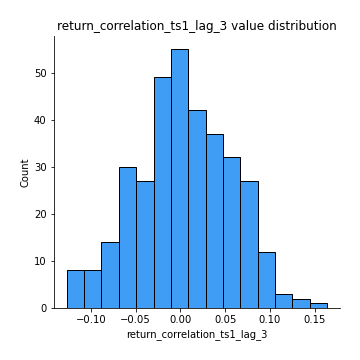 return_correlation_ts1_lag_3 value distribution
Count
50
40
30
20
10
0
−0.10 −0.05 0.00 0.05 0.10 0.15
return_correlation_ts1_lag_3